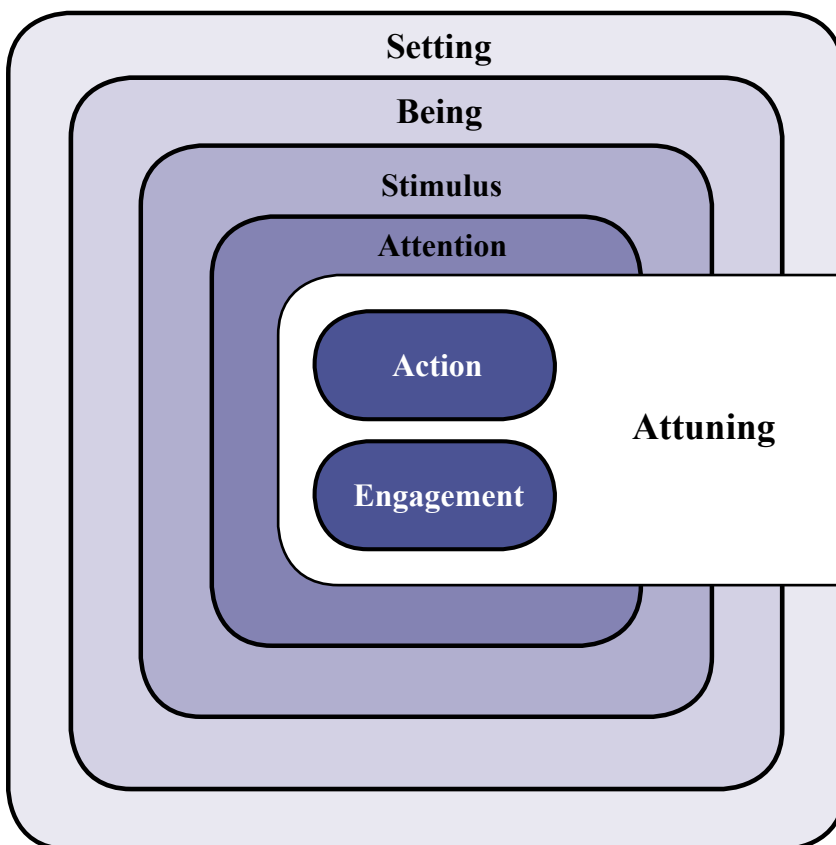 Setting
Being
Stimulus
Attention
Action
Attuning
Engagement